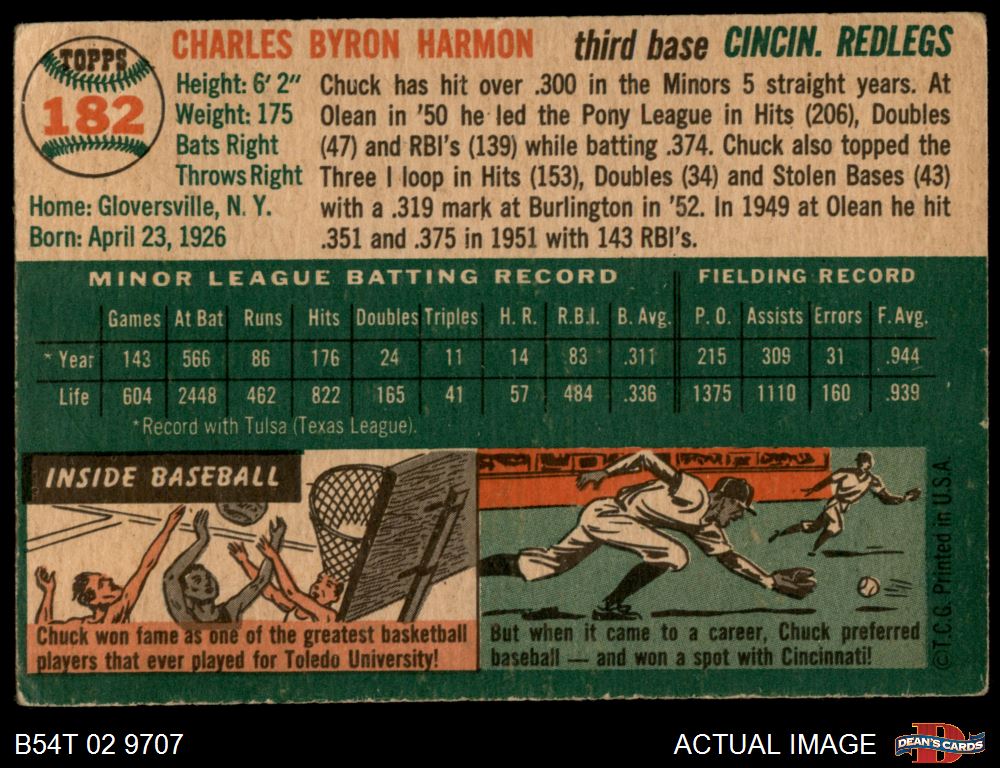 TOPPS
182
CHARLES BYRON HARMON third base CINCIN. REDLEGS
Height: 6' 2"
Weight: 175
Bats Right
Throws Right
Home: Gloversville, N. Y.
Born: April 23, 1926
Chuck has hit over .300 in the Minors 5 straight years. At
Olean in '50 he led the Pony League in Hits (206), Doubles
(47) and RBI's (139) while batting .374. Chuck also topped the
Three I loop in Hits (153), Doubles (34) and Stolen Bases (43)
with a .319 mark at Burlington in '52. In 1949 at Olean he hit
.351 and .375 in 1951 with 143 RBI's.
MINOR LEAGUE BATTING RECORD FIELDING RECORD
Games At Bat Runs Hits Doubles Triples H. R. R.B.I. B. Avg. P. O. Assists Errors F. Avg.
* Year 143 566 86 176 24 11 14 83 .311 215 309 31 .944
Life 604 2448 462 822 165 41 57 484 .336 1375 1110 160 .939
*Record with Tulsa (Texas League).
INSIDE BASEBALL
Chuck won fame as one of the greatest basketball
players that ever played for Toledo University!
But when it came to a career, Chuck preferred
baseball — and won a spot with Cincinnati!
©T.C.G. Printed in U.S.A.
B54T 02 9707
ACTUAL IMAGE
DEAN'S CARDS